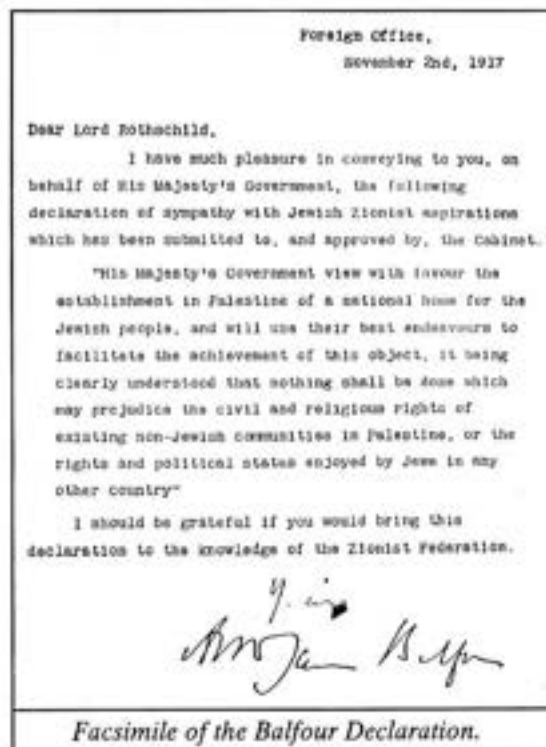 Foreign Office,
November 2nd, 1917
Dear Lord Rothschild,
I have much pleasure in conveying to you, on
behalf of His Majesty's Government, the following
declaration of sympathy with Jewish Zionist aspirations
which has been submitted to, and approved by, the Cabinet.
"His Majesty's Government view with favour the
establishment in Palestine of a national home for the
Jewish people, and will use their best endeavours to
facilitate the achievement of this object, it being
clearly understood that nothing shall be done which
may prejudice the civil and religious rights of
existing non-Jewish communities in Palestine, or the
rights and political status enjoyed by Jews in any
other country"
I should be grateful if you would bring this
declaration to the knowledge of the Zionist Federation.
Balfour
Facsimile of the Balfour Declaration.